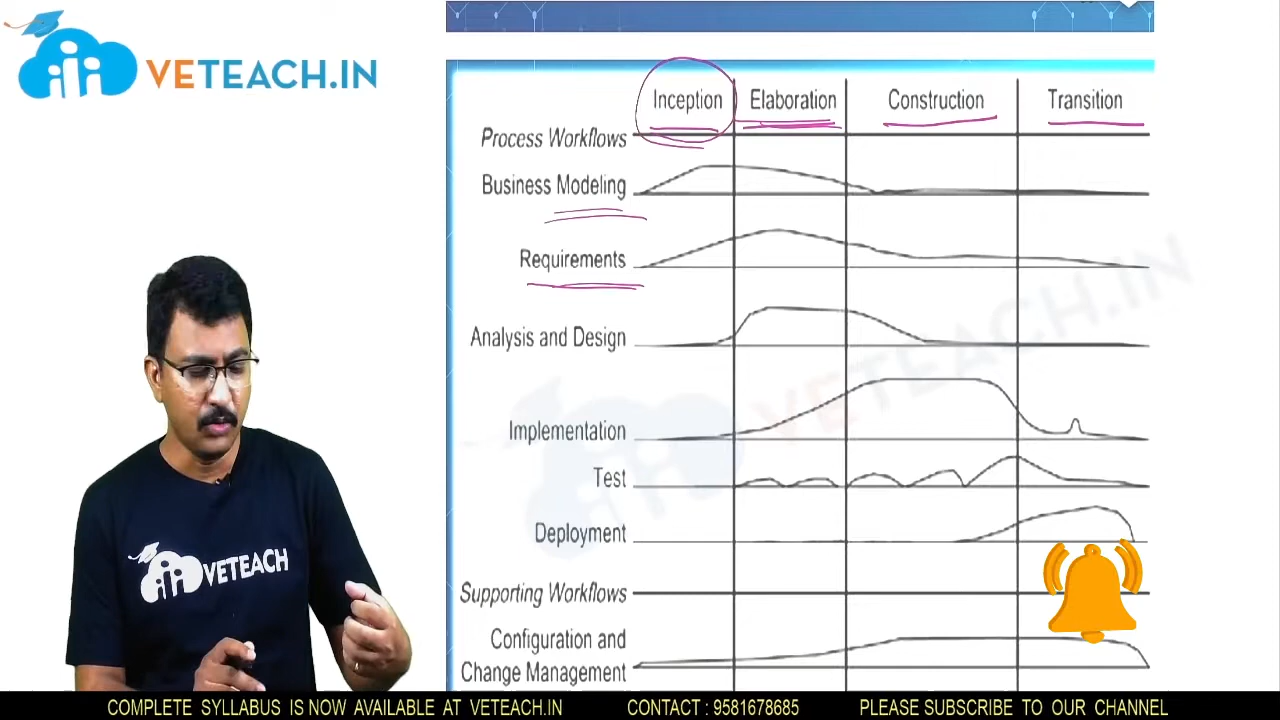 VETEACH.IN
Inception Elaboration Construction Transition
Process Workflows
Business Modeling
Requirements
Analysis and Design
Implementation
Test
Deployment
Supporting Workflows
Configuration and
Change Management
VETEACH.IN
VETEACH
COMPLETE SYLLABUS IS NOW AVAILABLE AT VETEACH.IN CONTACT : 9581678685 PLEASE SUBSCRIBE TO OUR CHANNEL